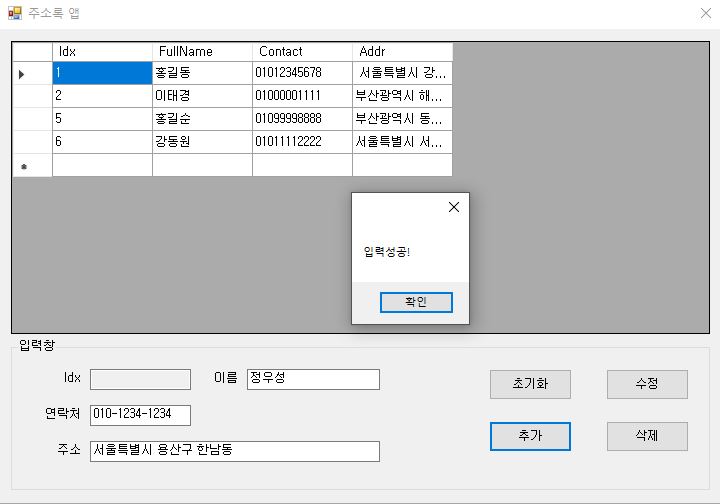 주소록 앱
Idx FullName Contact Addr
1 홍길동 01012345678 서울특별시 강...
2 이태경 01000001111 부산광역시 해...
5 홍길순 01099998888 부산광역시 동...
6 강동원 01011112222 서울특별시 서...
입력성공!
확인
입력창
Idx 이름 정우성 초기화 수정
연락처 010-1234-1234
추가 삭제
주소 서울특별시 용산구 한남동